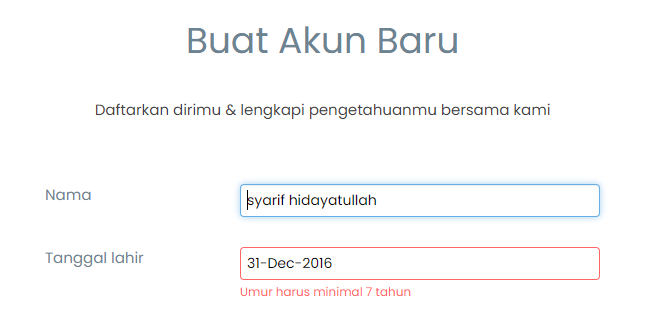 Buat Akun Baru
Daftarkan dirimu & lengkapi pengetahuanmu bersama kami
Nama
syarif hidayatullah
Tanggal lahir
31-Dec-2016
Umur harus minimal 7 tahun